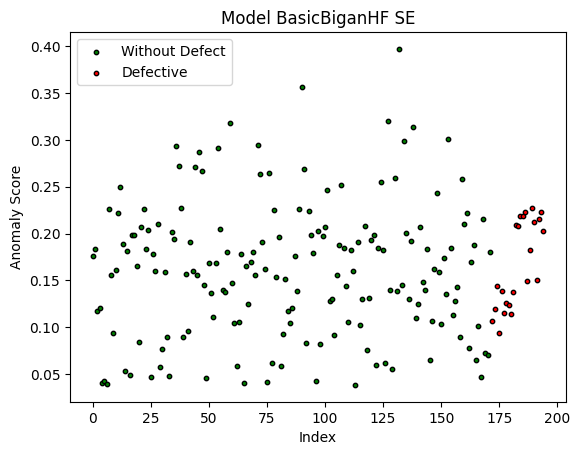 Model BasicBiganHF SE
Without Defect
Defective
Anomaly Score
0.40
0.35
0.30
0.25
0.20
0.15
0.10
0.05
0 25 50 75 100 125 150 175 200
Index